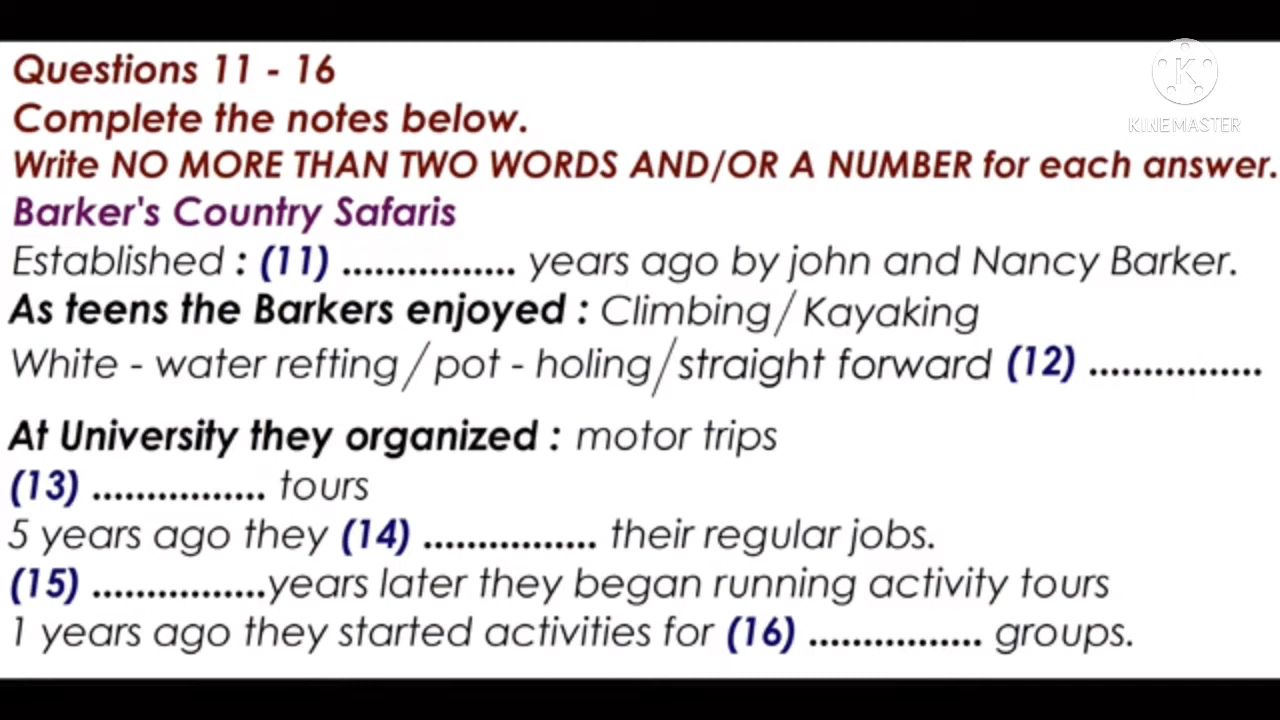 Questions 11 - 16
KINEMASTER
Complete the notes below.
Write NO MORE THAN TWO WORDS AND/OR A NUMBER for each answer.
Barker's Country Safaris
Established : (11) ................ years ago by john and Nancy Barker.
As teens the Barkers enjoyed : Climbing/Kayaking
White - water refting/pot - holing/straight forward (12) ................
At University they organized : motor trips
(13) ................ tours
5 years ago they (14) ................ their regular jobs.
(15) ................years later they began running activity tours
1 years ago they started activities for (16) ................ groups.